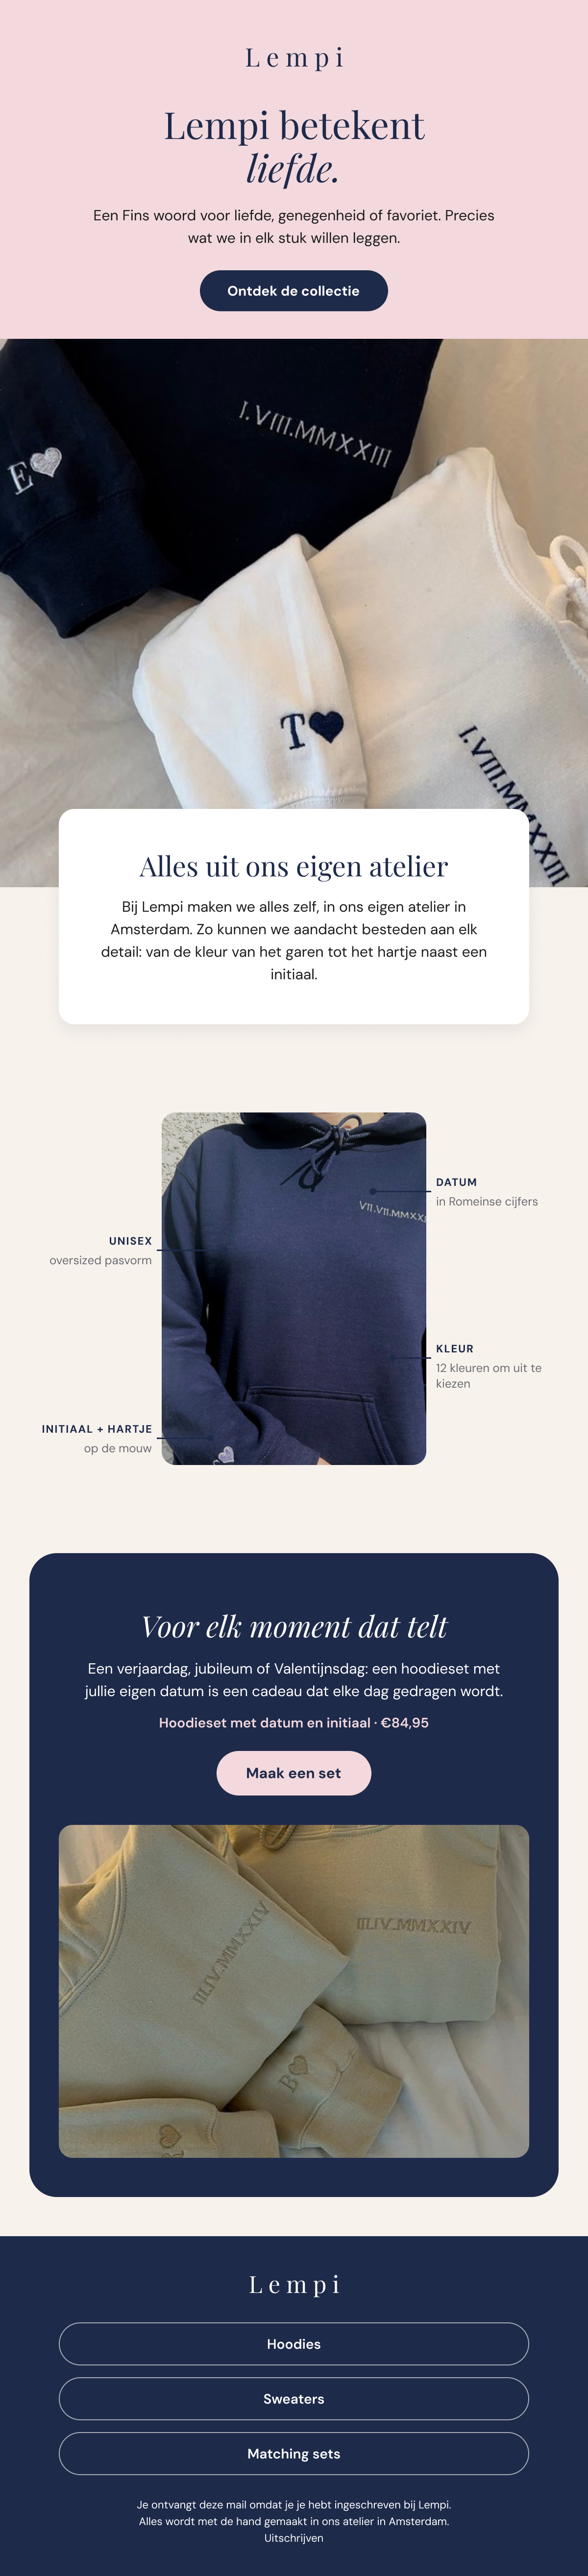 Lempi
Lempi betekent
liefde.
Een Fins woord voor liefde, genegenheid of favoriet. Precies
wat we in elk stuk willen leggen.
Ontdek de collectie
I.VIII.MMXXIII
E
T
I.VIII.MMXXIII
Alles uit ons eigen atelier
Bij Lempi maken we alles zelf, in ons eigen atelier in
Amsterdam. Zo kunnen we aandacht besteden aan elk
detail: van de kleur van het garen tot het hartje naast een
initiaal.
DATUM
in Romeinse cijfers
UNISEX
oversized pasvorm
KLEUR
12 kleuren om uit te
kiezen
INITIAAL + HARTJE
op de mouw
Voor elk moment dat telt
Een verjaardag, jubileum of Valentijnsdag: een hoodieset met
jullie eigen datum is een cadeau dat elke dag gedragen wordt.
Hoodieset met datum en initiaal · €84,95
Maak een set
III.IV.MMXXIV
III.IV.MMXXIV
B
Lempi
Hoodies
Sweaters
Matching sets
Je ontvangt deze mail omdat je je hebt ingeschreven bij Lempi.
Alles wordt met de hand gemaakt in ons atelier in Amsterdam.
Uitschrijven